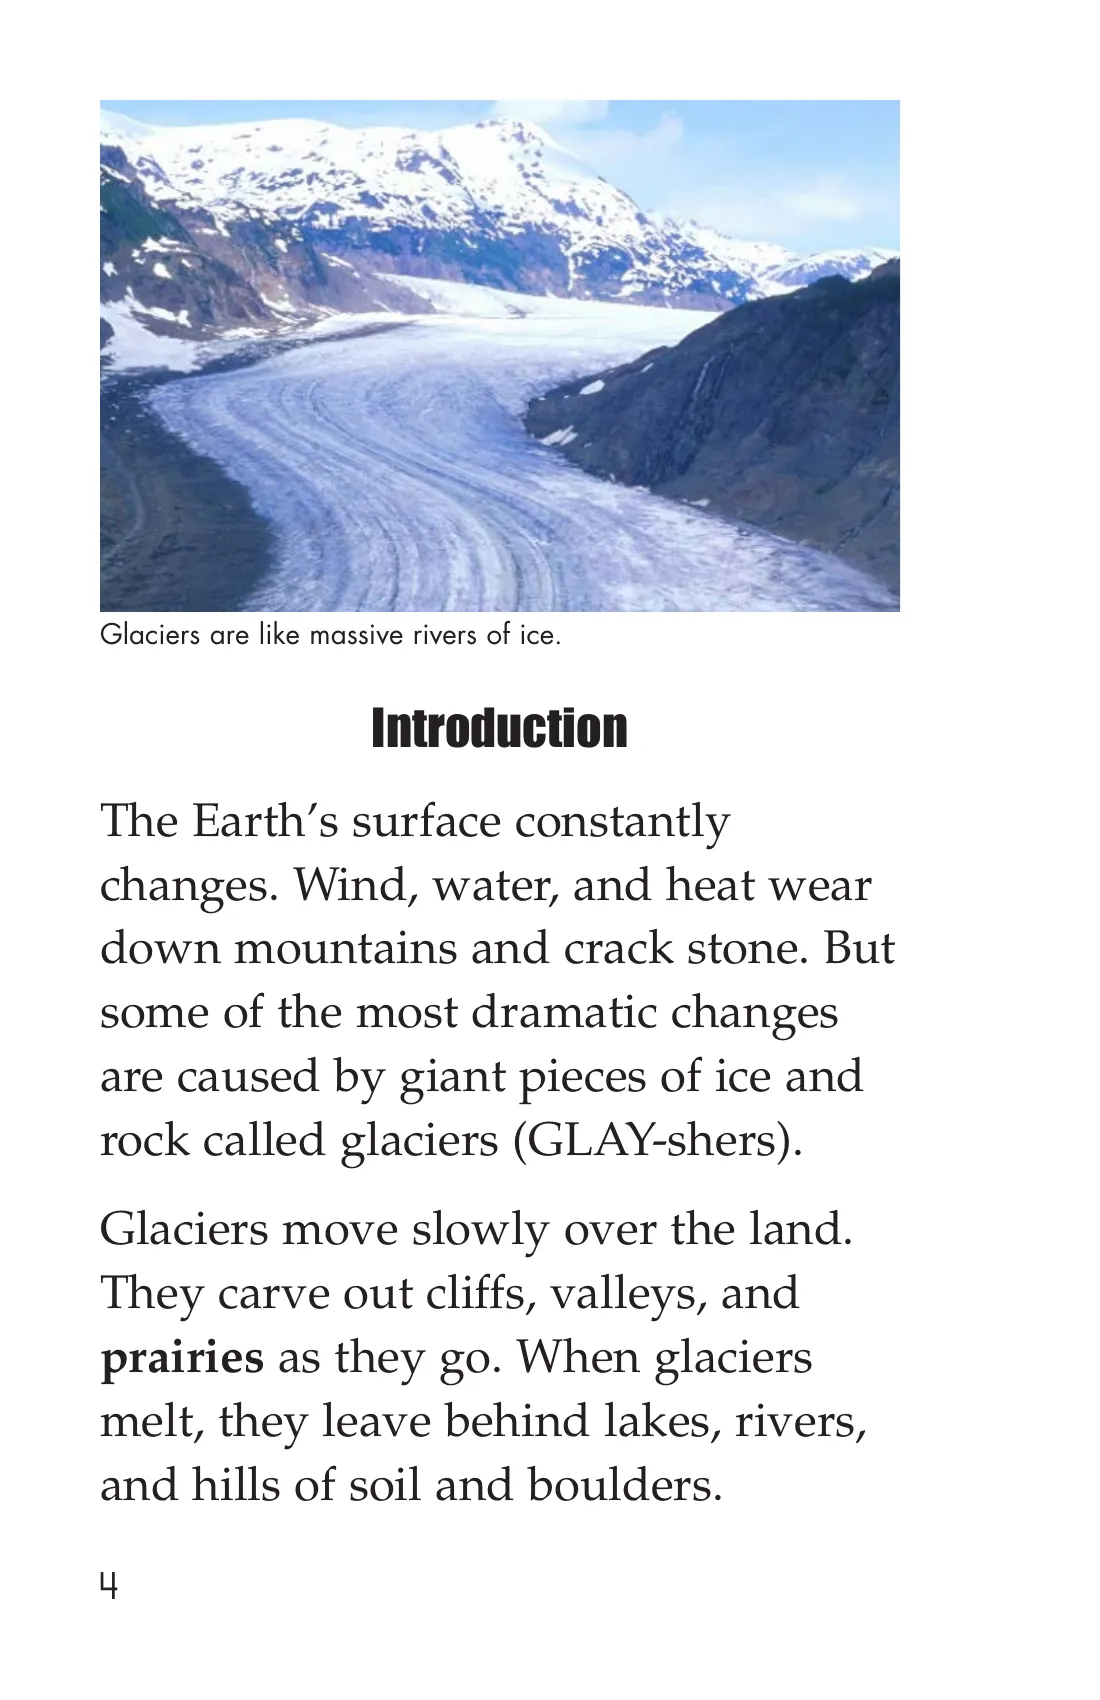 Glaciers are like massive rivers of ice.
Introduction
The Earth’s surface constantly
changes. Wind, water, and heat wear
down mountains and crack stone. But
some of the most dramatic changes
are caused by giant pieces of ice and
rock called glaciers (GLAY-shers).
Glaciers move slowly over the land.
They carve out cliffs, valleys, and
prairies as they go. When glaciers
melt, they leave behind lakes, rivers,
and hills of soil and boulders.
4